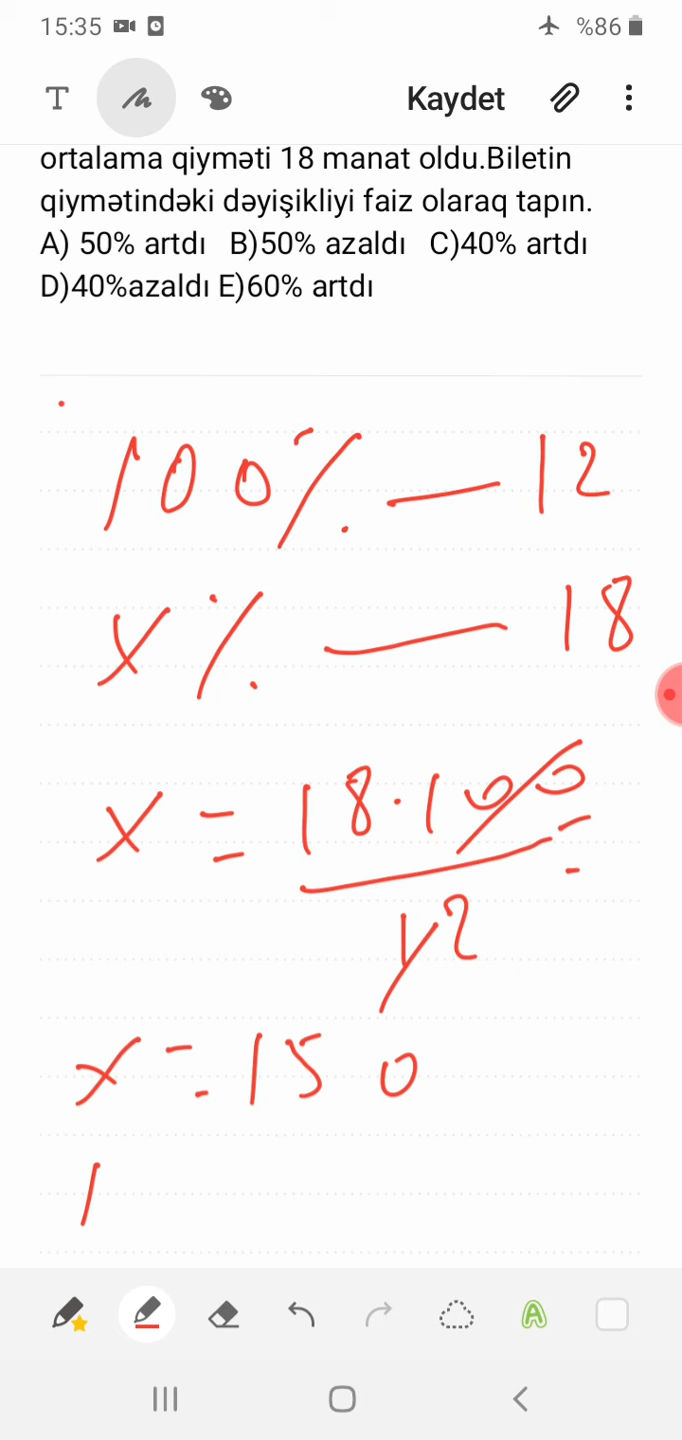 15:35 %86
T Kaydet
ortalama qiyməti 18 manat oldu.Biletin
qiymətindəki dəyişikliyi faiz olaraq tapın.
A) 50% artdı B)50% azaldı C)40% artdı
D)40%azaldı E)60% artdı
100% — 12
x% — 18
x = 18·100 =
12
x = 150
1
A